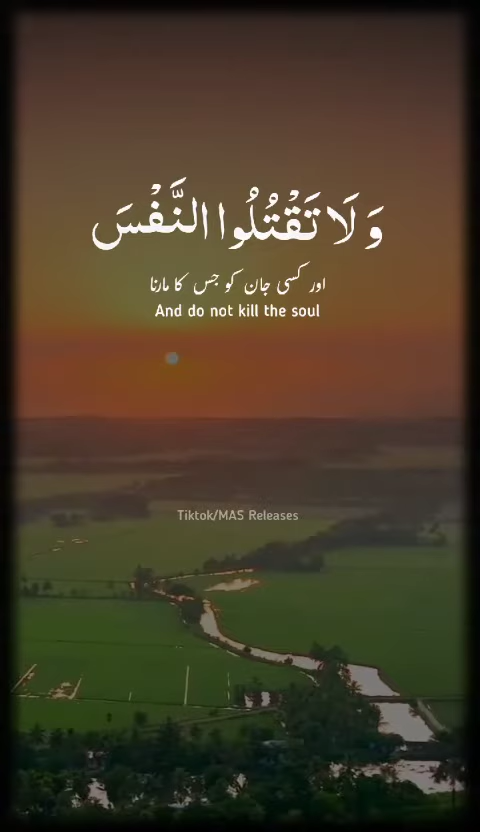 وَلَا تَقْتُلُوا النَّفْسَ
اور کسی جان کو جس کا مارنا
And do not kill the soul
Tiktok/MAS Releases